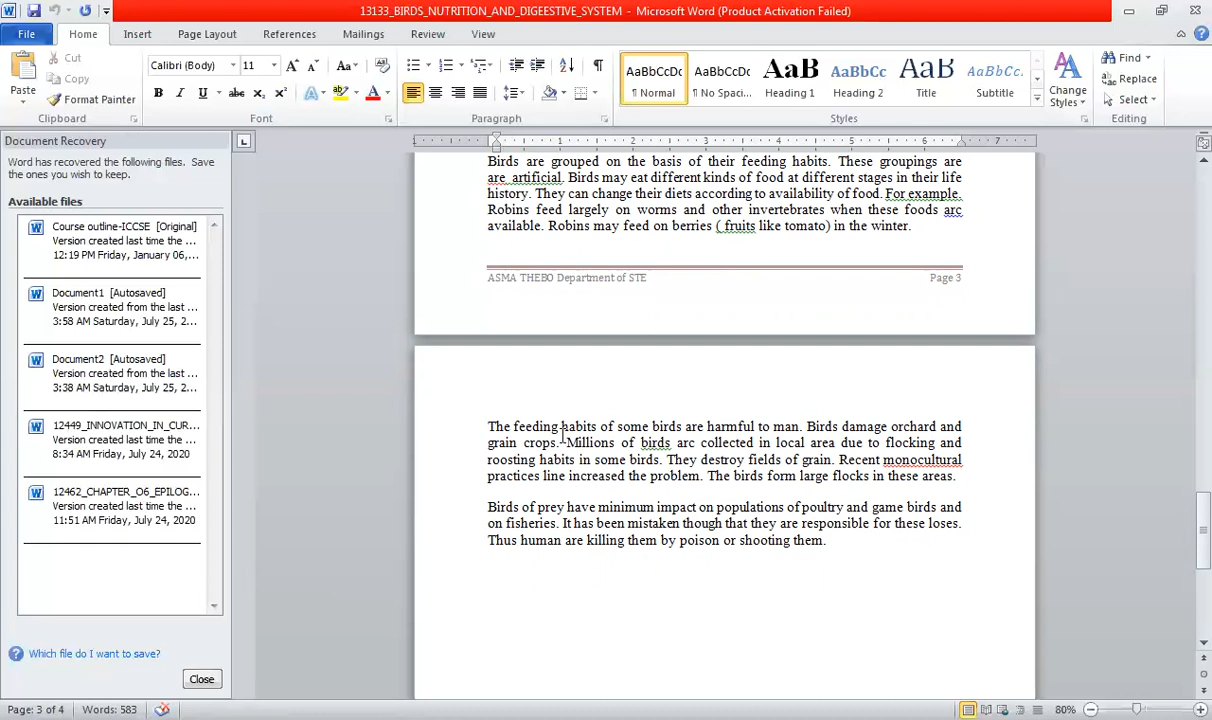 13133_BIRDS_NUTRITION_AND_DIGEESTIVE_SYSTEM - Microsoft Word (Product Activation Failed)
File Home Insert Page Layout References Mailings Review View
Paste
Cut
Copy
Format Painter
Clipboard
Calibri (Body) 11
Font
Paragraph
AaBbCcDc AaBbCcDc AaB AaBbCc AaB AaBbCcDc
¶ Normal ¶ No Spaci... Heading 1 Heading 2 Title Subtitle
Styles
Change Styles
Find
Replace
Select
Editing
Document Recovery
Word has recovered the following files. Save
the ones you wish to keep.
Available files
Course outline-ICCSE [Original]
Version created last time the ...
12:19 PM Friday, January 06,...
Document1 [Autosaved]
Version created from the last ...
3:58 AM Saturday, July 25, 2...
Document2 [Autosaved]
Version created from the last ...
3:38 AM Saturday, July 25, 2...
12449_INNOVATION_IN_CUR...
Version created last time the ...
8:34 AM Friday, July 24, 2020
12462_CHAPTER_O6_EPILOG...
Version created last time the ...
11:51 AM Friday, July 24, 2020
Which file do I want to save?
Close
1 1 2 3 4 5 6 7
Birds are grouped on the basis of their feeding habits. These groupings are
are artificial. Birds may eat different kinds of food at different stages in their life
history. They can change their diets according to availability of food. For example.
Robins feed largely on worms and other invertebrates when these foods arc
available. Robins may feed on berries ( fruits like tomato) in the winter.
ASMA THEBO Department of STE Page 3
The feeding habits of some birds are harmful to man. Birds damage orchard and
grain crops. Millions of birds arc collected in local area due to flocking and
roosting habits in some birds. They destroy fields of grain. Recent monocultural
practices line increased the problem. The birds form large flocks in these areas.
Birds of prey have minimum impact on populations of poultry and game birds and
on fisheries. It has been mistaken though that they are responsible for these loses.
Thus human are killing them by poison or shooting them.
Page: 3 of 4 Words: 583 80%